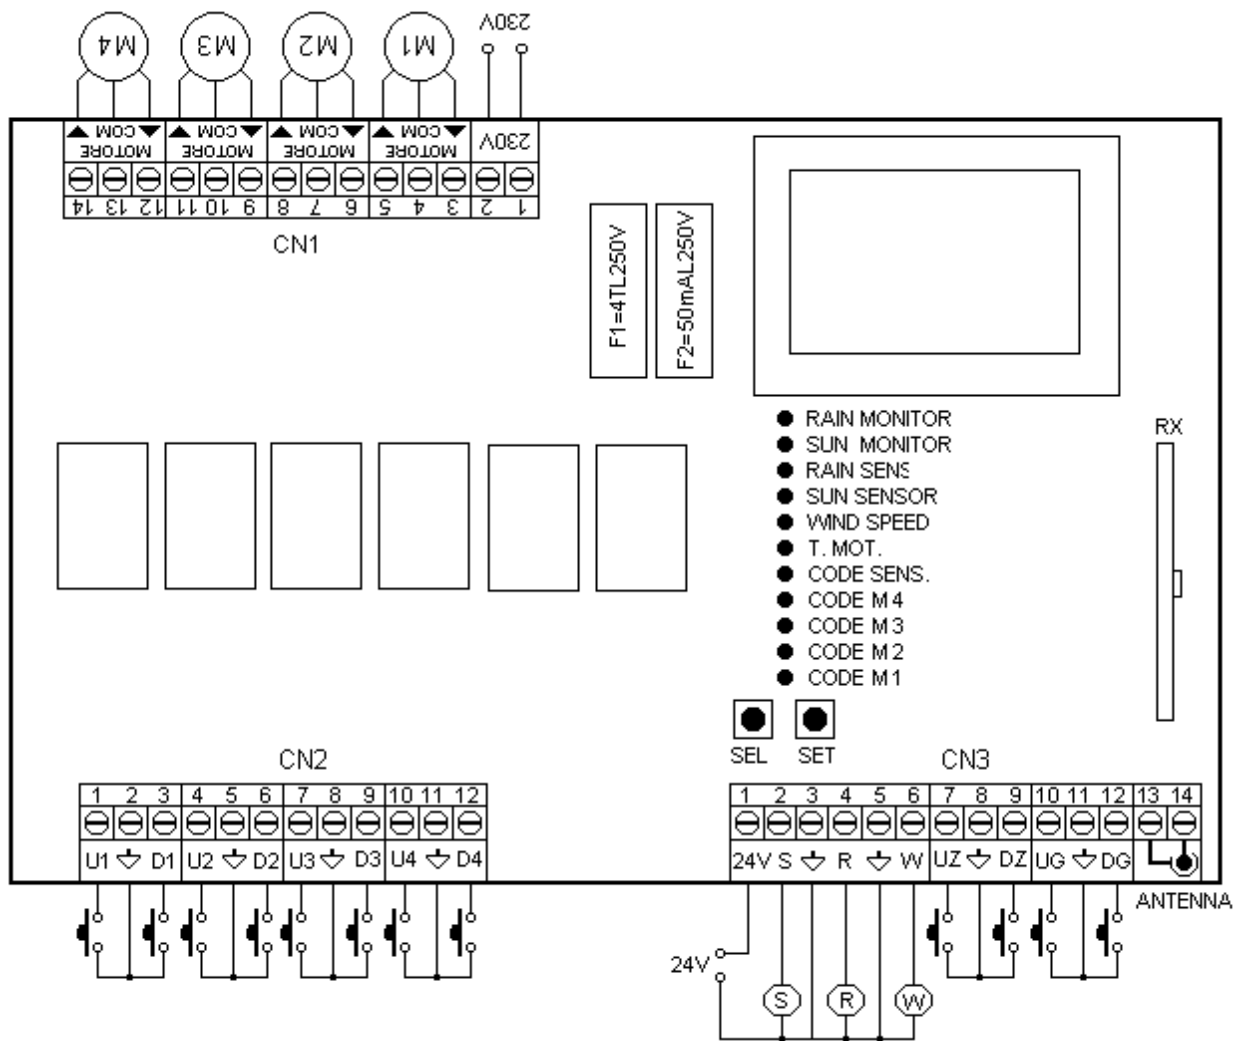 M4 M3 M2 M1 230V
COM COM COM COM
MOTORE MOTORE MOTORE MOTORE 230V
14 13 12 11 10 9 8 7 6 5 4 3 2 1
CN1
F1=4TL250V
F2=50mAL250V
RAIN MONITOR
SUN MONITOR
RAIN SENS
SUN SENSOR
WIND SPEED
T. MOT.
CODE SENS.
CODE M4
CODE M3
CODE M2
CODE M1
RX
SEL SET
CN2
1 2 3 4 5 6 7 8 9 10 11 12
U1 D1 U2 D2 U3 D3 U4 D4
CN3
1 2 3 4 5 6 7 8 9 10 11 12 13 14
24V S R W UZ DZ UG DG
ANTENNA
24V
S R W